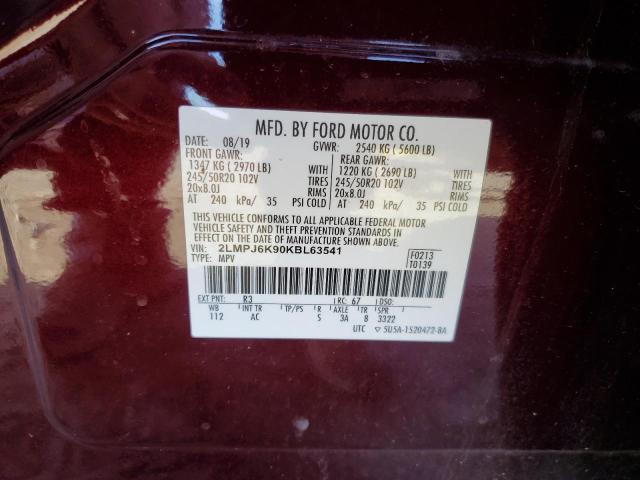 MFD. BY FORD MOTOR CO.
DATE: 08/19 GVWR: 2540 KG ( 5600 LB)
FRONT GAWR: REAR GAWR:
1347 KG ( 2970 LB) WITH 1220 KG ( 2690 LB) WITH
245/50R20 102V TIRES 245/50R20 102V TIRES
20x8.0J RIMS 20x8.0J RIMS
AT 240 kPa/ 35 PSI COLD AT 240 kPa/ 35 PSI COLD
THIS VEHICLE CONFORMS TO ALL APPLICABLE FEDERAL MOTOR
VEHICLE SAFETY AND THEFT PREVENTION STANDARDS IN EFFECT
ON THE DATE OF MANUFACTURE SHOWN ABOVE.
VIN: 2LMPJ6K90KBL63541 F0213
TYPE: MPV T0139
EXT PNT: R3 RC: 67 DSO:
WB INT TR TP/PS R AXLE TR SPR
112 AC 5 3A 8 3322
UTC ▽ 5U5A-1520472-BA